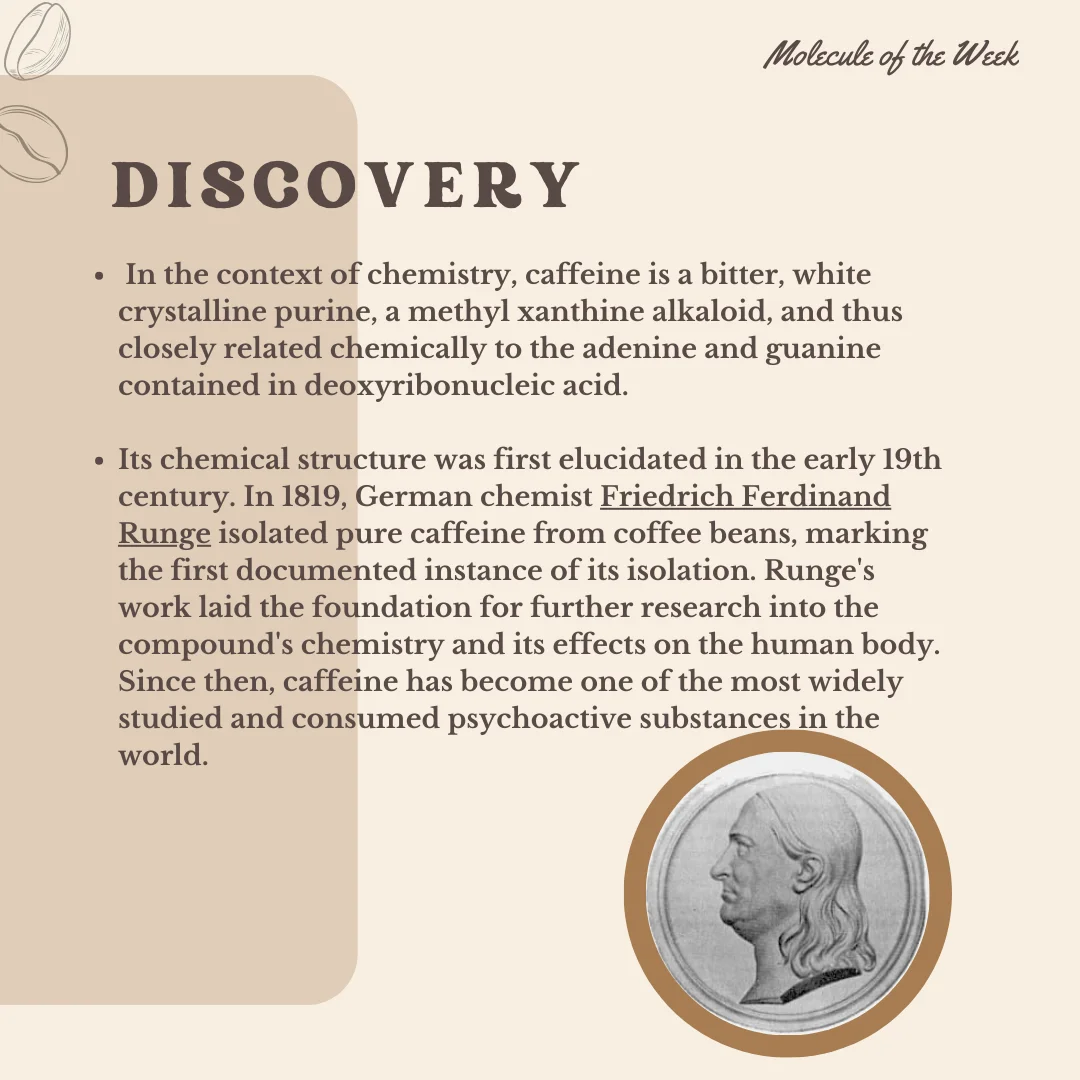 Molecule of the Week
DISCOVERY
• In the context of chemistry, caffeine is a bitter, white
crystalline purine, a methyl xanthine alkaloid, and thus
closely related chemically to the adenine and guanine
contained in deoxyribonucleic acid.
• Its chemical structure was first elucidated in the early 19th
century. In 1819, German chemist Friedrich Ferdinand
Runge isolated pure caffeine from coffee beans, marking
the first documented instance of its isolation. Runge's
work laid the foundation for further research into the
compound's chemistry and its effects on the human body.
Since then, caffeine has become one of the most widely
studied and consumed psychoactive substances in the
world.